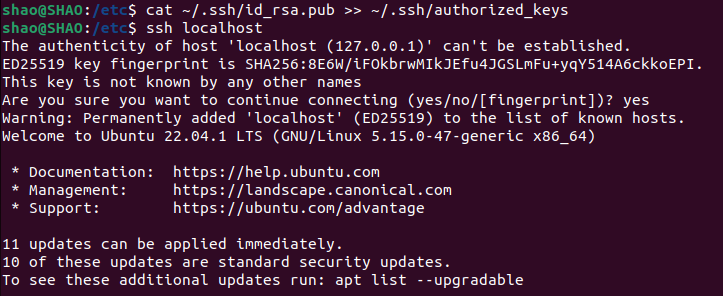 shao@SHAO:/etc$ cat ~/.ssh/id_rsa.pub >> ~/.ssh/authorized_keys
shao@SHAO:/etc$ ssh localhost
The authenticity of host 'localhost (127.0.0.1)' can't be established.
ED25519 key fingerprint is SHA256:8E6W/iFOkbrwMIkJEfu4JGSLmFu+yqY514A6ckkoEPI.
This key is not known by any other names
Are you sure you want to continue connecting (yes/no/[fingerprint])? yes
Warning: Permanently added 'localhost' (ED25519) to the list of known hosts.
Welcome to Ubuntu 22.04.1 LTS (GNU/Linux 5.15.0-47-generic x86_64)
* Documentation:  https://help.ubuntu.com
* Management:     https://landscape.canonical.com
* Support:        https://ubuntu.com/advantage
11 updates can be applied immediately.
10 of these updates are standard security updates.
To see these additional updates run: apt list --upgradable